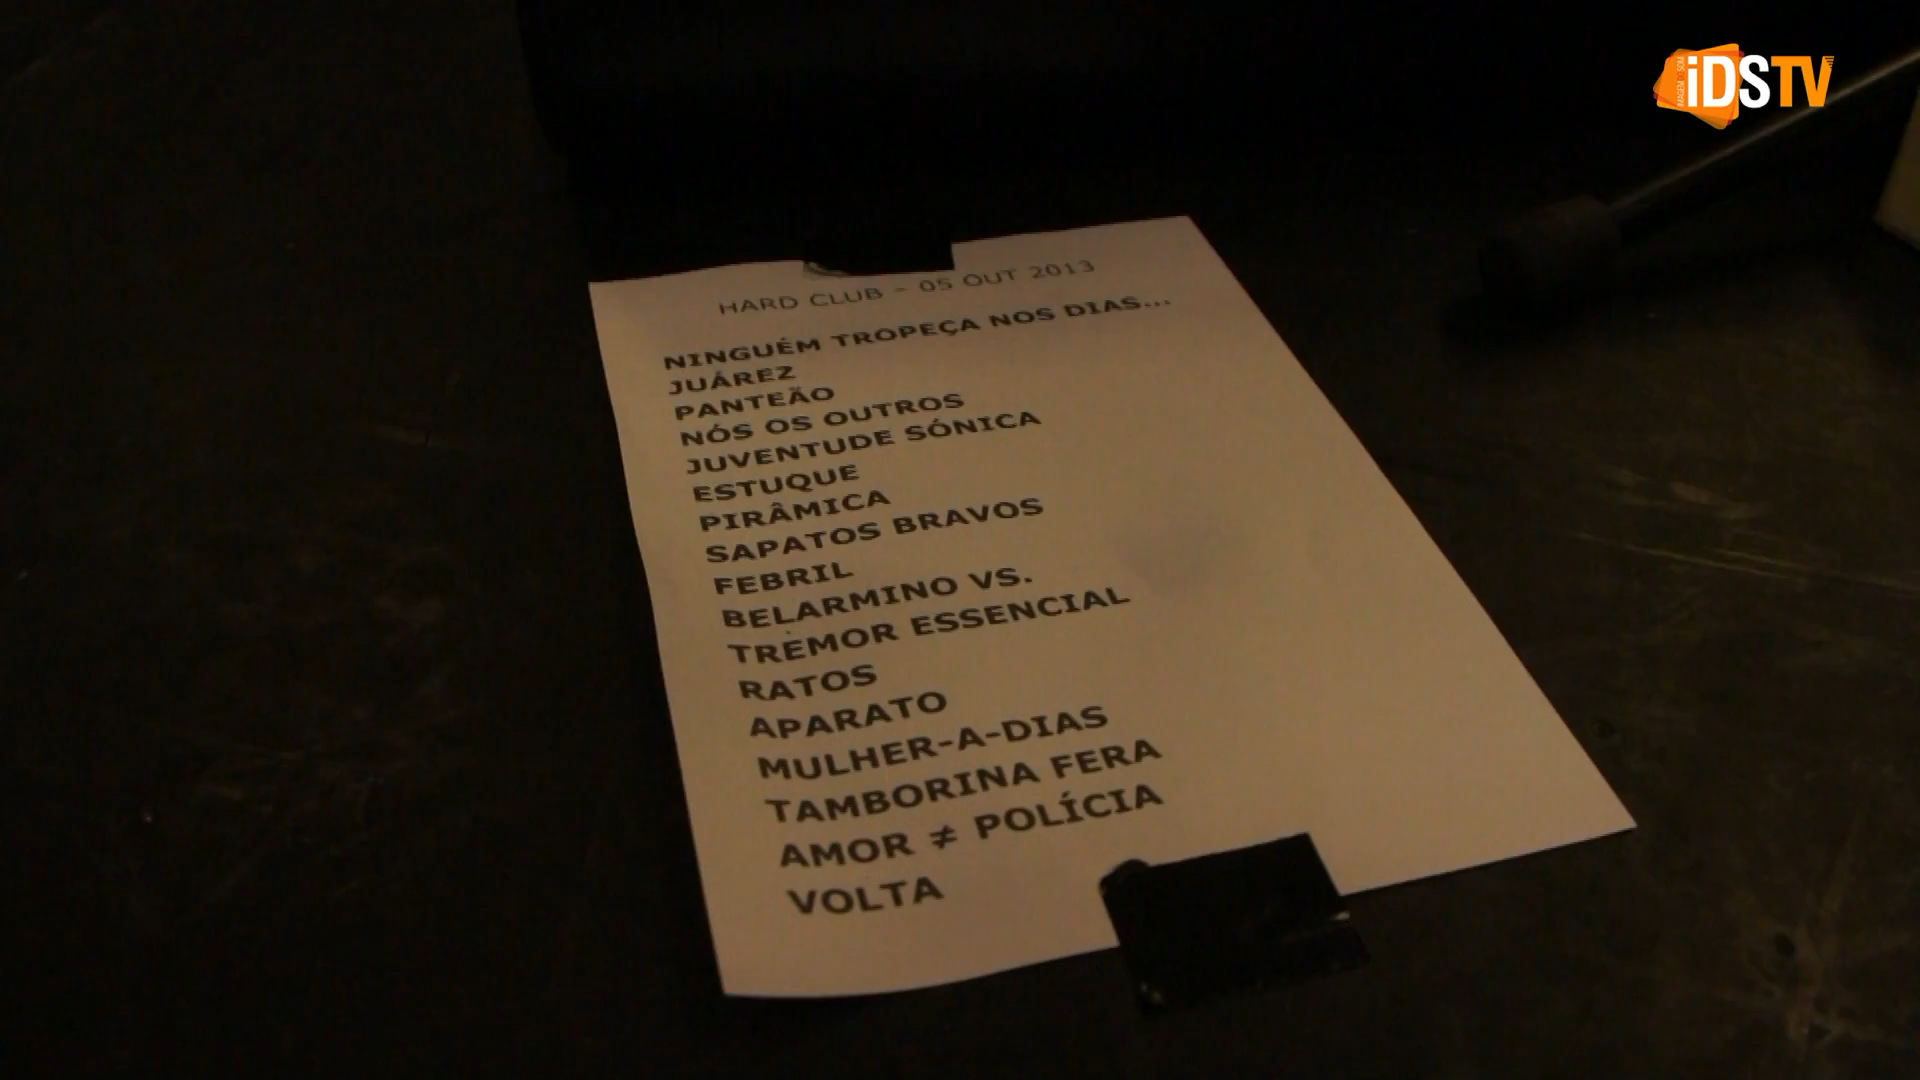 iDSTV
HARD CLUB - 05 OUT 2013
NINGUÉM TROPEÇA NOS DIAS...
JUÁREZ
PANTEÃO
NÓS OS OUTROS
JUVENTUDE SÓNICA
ESTUQUE
PIRÂMICA
SAPATOS BRAVOS
FEBRIL
BELARMINO VS.
TREMOR ESSENCIAL
RATOS
APARATO
MULHER-A-DIAS
TAMBORINA FERA
AMOR ≠ POLÍCIA
VOLTA